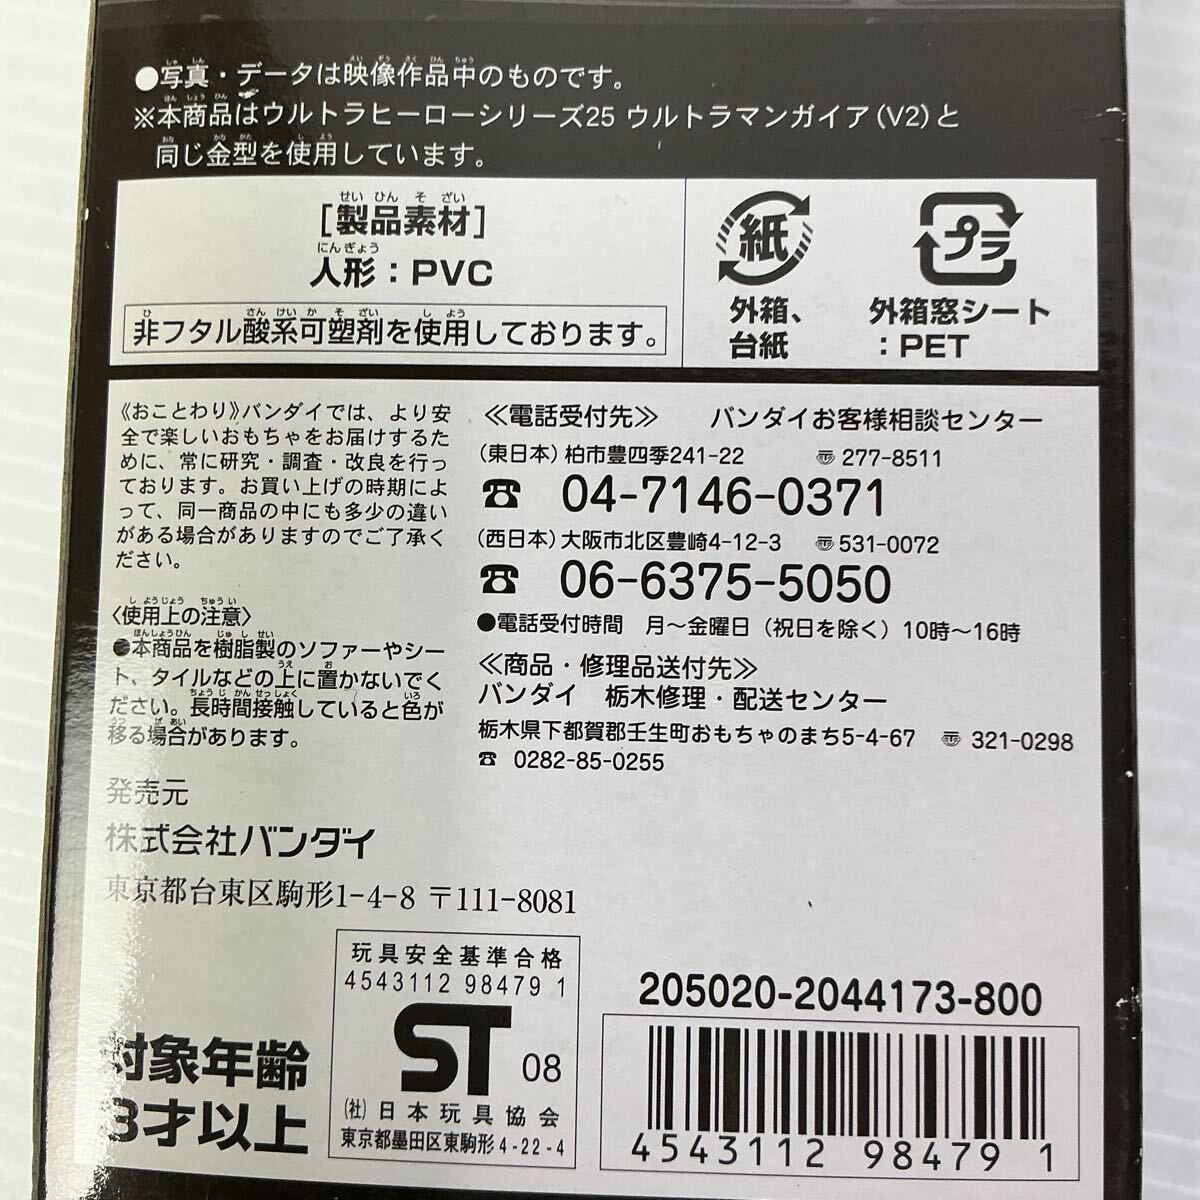 ●写真・データは映像作品中のものです。
※本商品はウルトラヒーローシリーズ25 ウルトラマンガイア(V2)と
同じ金型を使用しています。
[製品素材]
人形：PVC
非フタル酸系可塑剤を使用しております。
紙
外箱、
台紙
プラ
外箱窓シート
：PET
《おことわり》バンダイでは、より安
全で楽しいおもちゃをお届けするた
めに、常に研究・調査・改良を行っ
ております。お買い上げの時期によ
って、同一商品の中にも多少の違い
がある場合がありますのでご了承く
ださい。
〈使用上の注意〉
●本商品を樹脂製のソファーやシー
ト、タイルなどの上に置かないでく
ださい。長時間接触していると色が
移る場合があります。
≪電話受付先≫ バンダイお客様相談センター
(東日本)柏市豊四季241-22 〠277-8511
☎ 04-7146-0371
(西日本)大阪市北区豊崎4-12-3 〠531-0072
☎ 06-6375-5050
●電話受付時間 月〜金曜日(祝日を除く)10時〜16時
≪商品・修理品送付先≫
バンダイ 栃木修理・配送センター
栃木県下都賀郡壬生町おもちゃのまち5-4-67 〠321-0298
☎ 0282-85-0255
発売元
株式会社バンダイ
東京都台東区駒形1-4-8 〒111-8081
対象年齢
3才以上
玩具安全基準合格
4543112 98479 1
ST 08
(社)日本玩具協会
東京都墨田区東駒形4-22-4
205020-2044173-800
4543112 98479 1